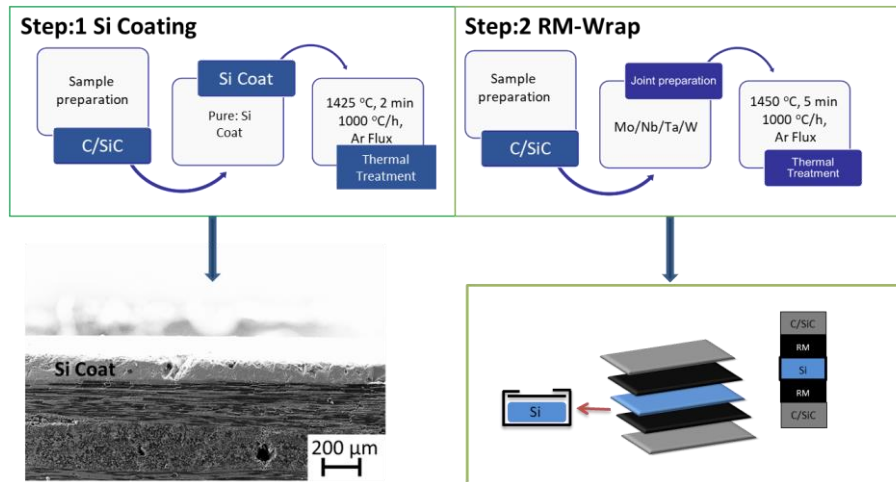 Step:1 Si Coating
Sample
preparation
C/SiC
Si Coat
Pure: Si
Coat
1425 °C, 2 min
1000 °C/h,
Ar Flux
Thermal
Treatment
Step:2 RM-Wrap
Sample
preparation
C/SiC
Joint preparation
Mo/Nb/Ta/W
1450 °C, 5 min
1000 °C/h,
Ar Flux
Thermal
Treatment
Si Coat
200 µm
Si
C/SiC
RM
Si
RM
C/SiC